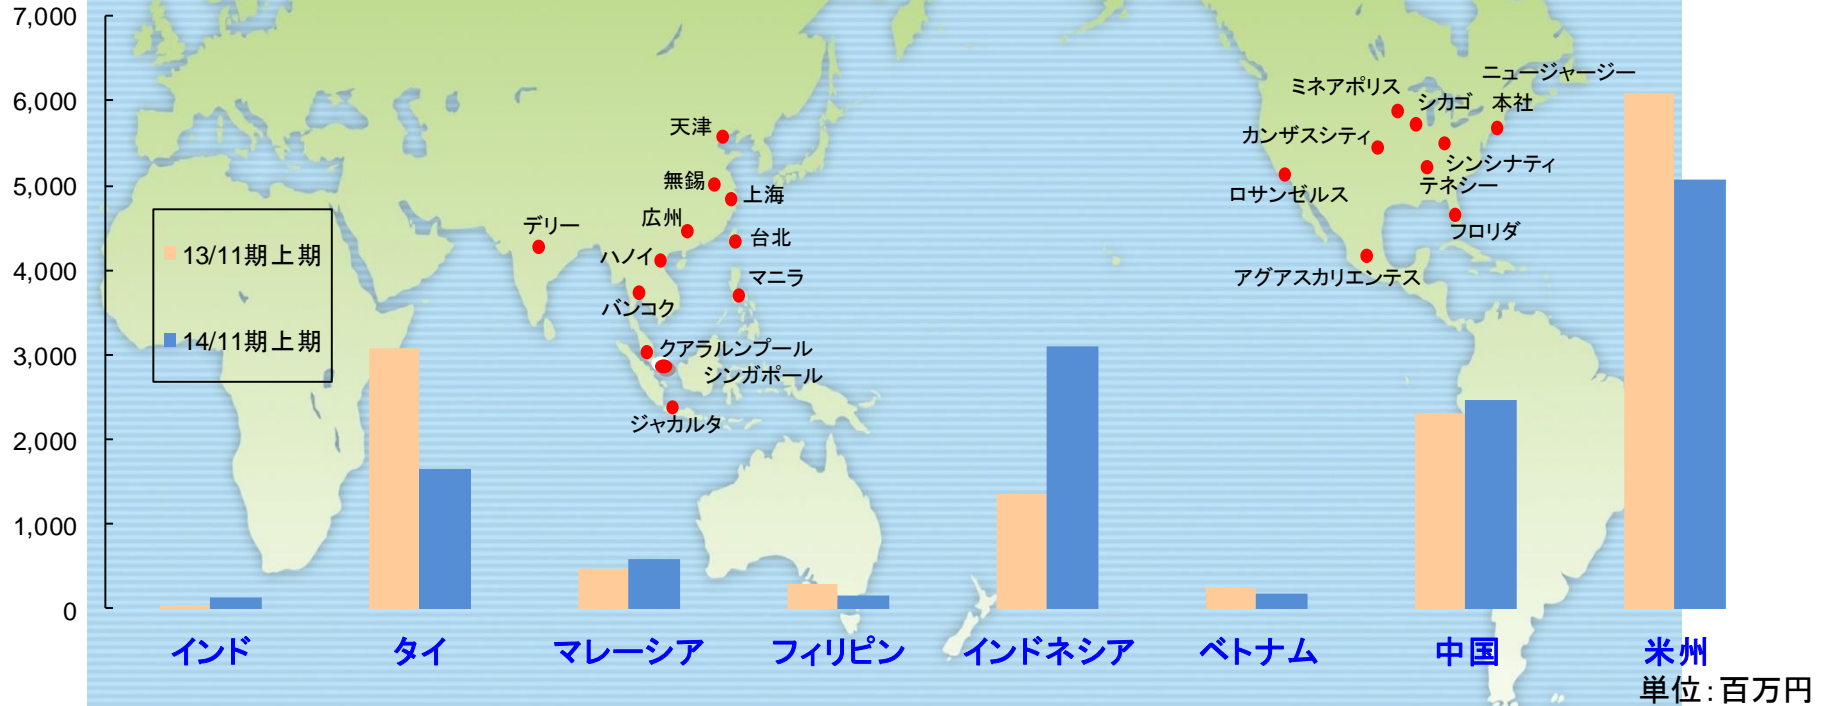 7,000
6,000
5,000
4,000
3,000
2,000
1,000
0
13/11期上期
14/11期上期
デリー
天津
無錫
上海
広州
台北
ハノイ
マニラ
バンコク
クアラルンプール
シンガポール
ジャカルタ
ニュージャージー
本社
ミネアポリス
シカゴ
カンザスシティ
シンシナティ
テネシー
ロサンゼルス
フロリダ
アグアスカリエンテス
インド
タイ
マレーシア
フィリピン
インドネシア
ベトナム
中国
米州
単位:百万円